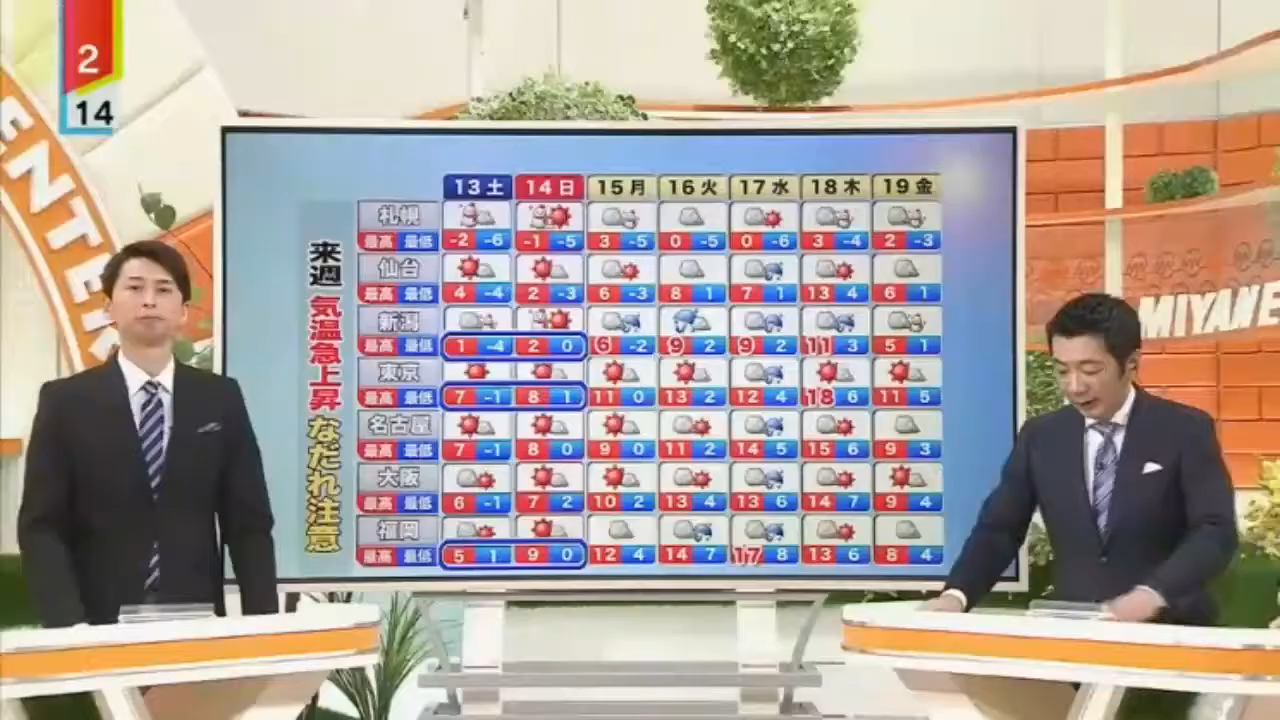 2
14
ENTER
MIYANE
来週 気温急上昇 なだれ注意
13土 14日 15月 16火 17水 18木 19金
札幌
最高 最低 -2 -6 -1 -5 3 -5 0 -5 0 -6 3 -4 2 -3
仙台
最高 最低 4 -4 2 -3 6 -3 8 1 7 1 13 4 6 1
新潟
最高 最低 1 -4 2 0 6 -2 9 2 9 2 11 3 5 1
東京
最高 最低 7 -1 8 1 11 0 13 2 12 4 18 6 11 5
名古屋
最高 最低 7 -1 8 0 9 0 11 2 14 5 15 6 9 3
大阪
最高 最低 6 -1 7 2 10 2 13 4 13 6 14 7 9 4
福岡
最高 最低 5 1 9 0 12 4 14 7 17 8 13 6 8 4